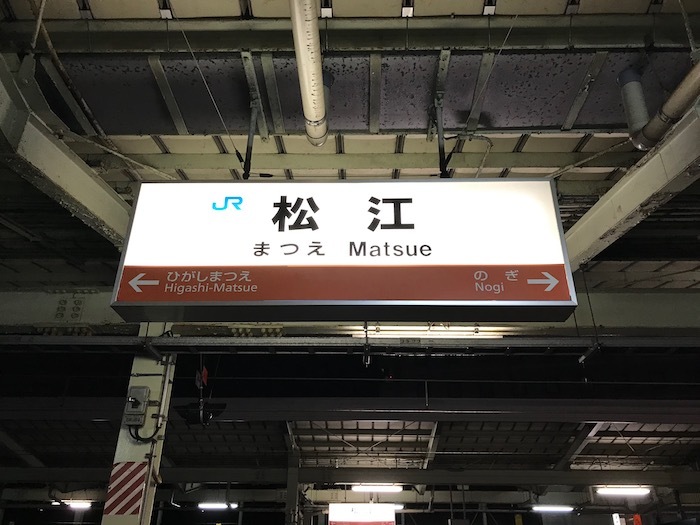 JR 松江
まつえ Matsue
← ひがしまつえ のぎ →
Higashi-Matsue Nogi